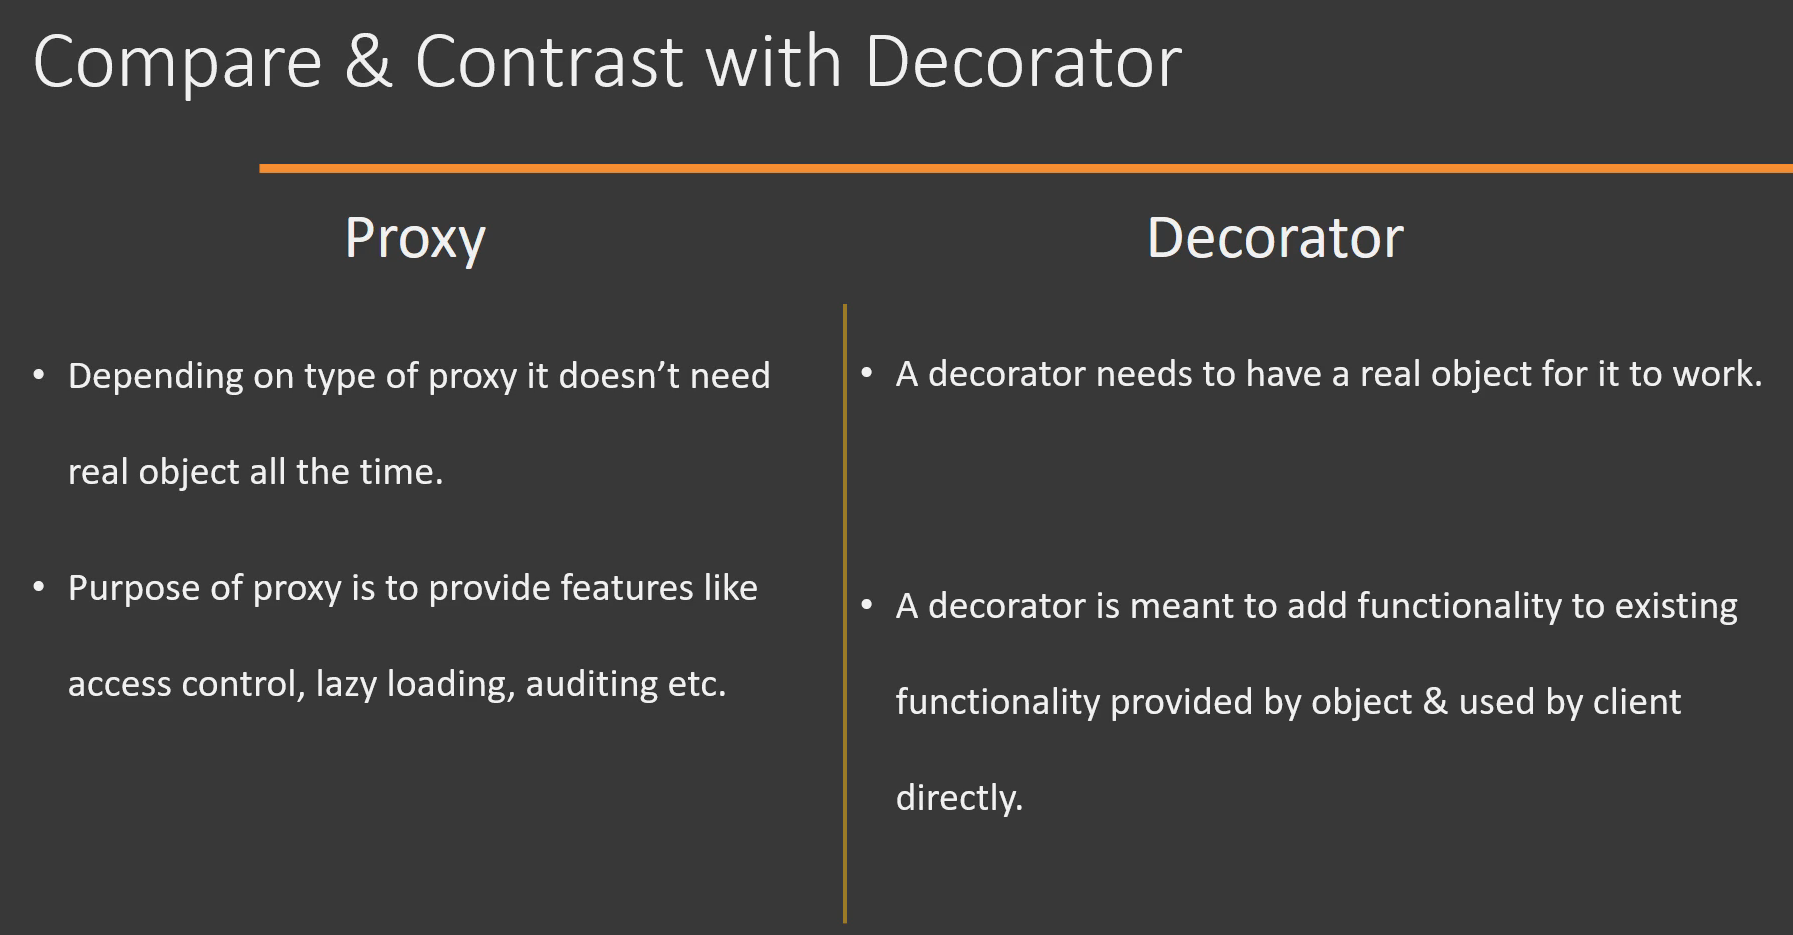 Compare & Contrast with Decorator
Proxy
• Depending on type of proxy it doesn’t need
real object all the time.
• Purpose of proxy is to provide features like
access control, lazy loading, auditing etc.
Decorator
• A decorator needs to have a real object for it to work.
• A decorator is meant to add functionality to existing
functionality provided by object & used by client
directly.